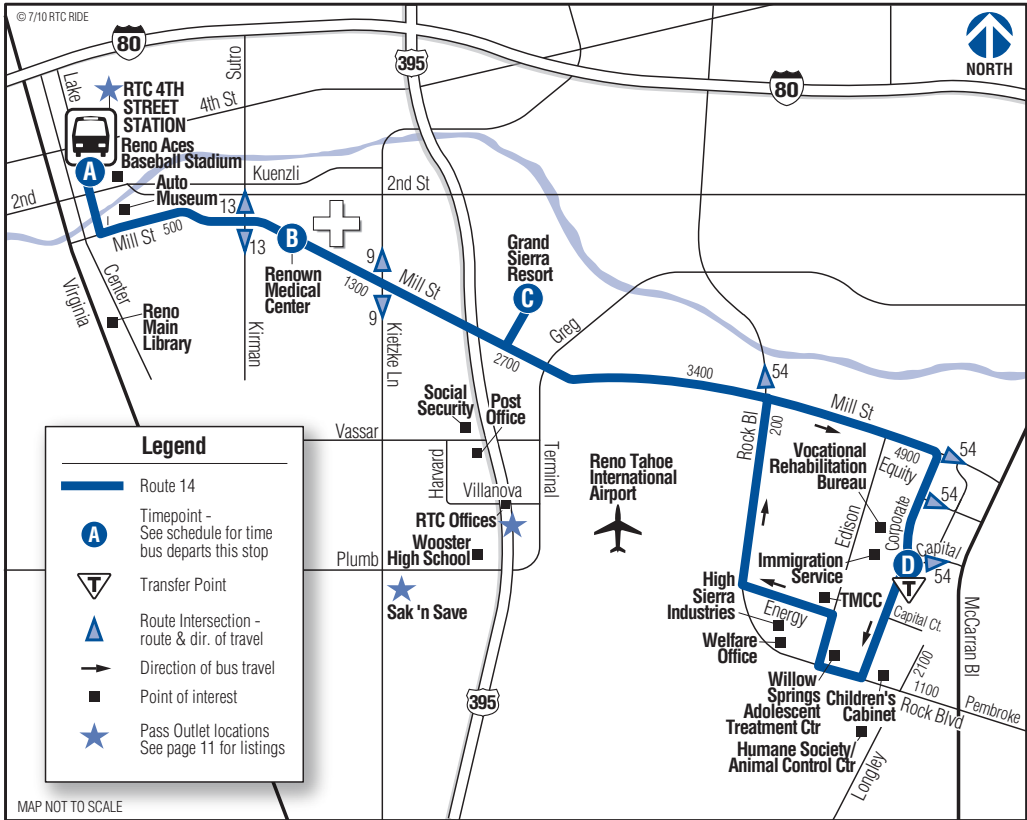 © 7/10 RTC RIDE
80
395
80
NORTH
Lake
Sutro
RTC 4TH
STREET
STATION
4th St
Reno Aces
Baseball Stadium
A
Kuenzli
2nd St
2nd
Auto
Museum
13
13
Mill St
500
B
Renown
Medical
Center
9
9
1300
Mill St
Grand
Sierra
Resort
C
Greg
2700
3400
54
Virginia
Center
Reno
Main
Library
Kirman
Kietzke Ln
Social
Security
Post
Office
Vassar
Harvard
Villanova
Terminal
RTC Offices
Wooster
High School
Plumb
Sak 'n Save
395
Reno Tahoe
International
Airport
Rock Bl
200
Mill St
4900
54
Vocational
Rehabilitation
Bureau
Equity
54
Edison
Corporate
Immigration
Service
D
Capital
54
T
TMCC
High
Sierra
Industries
Energy
Capital Ct.
Welfare
Office
McCarran Bl
Willow
Springs
Adolescent
Treatment Ctr
Children's
Cabinet
2100
1100
Rock Blvd
Pembroke
Humane Society/
Animal Control Ctr
Longley
Legend
Route 14
A
Timepoint -
See schedule for time
bus departs this stop
T
Transfer Point
Route Intersection -
route & dir. of travel
Direction of bus travel
Point of interest
Pass Outlet locations
See page 11 for listings
MAP NOT TO SCALE